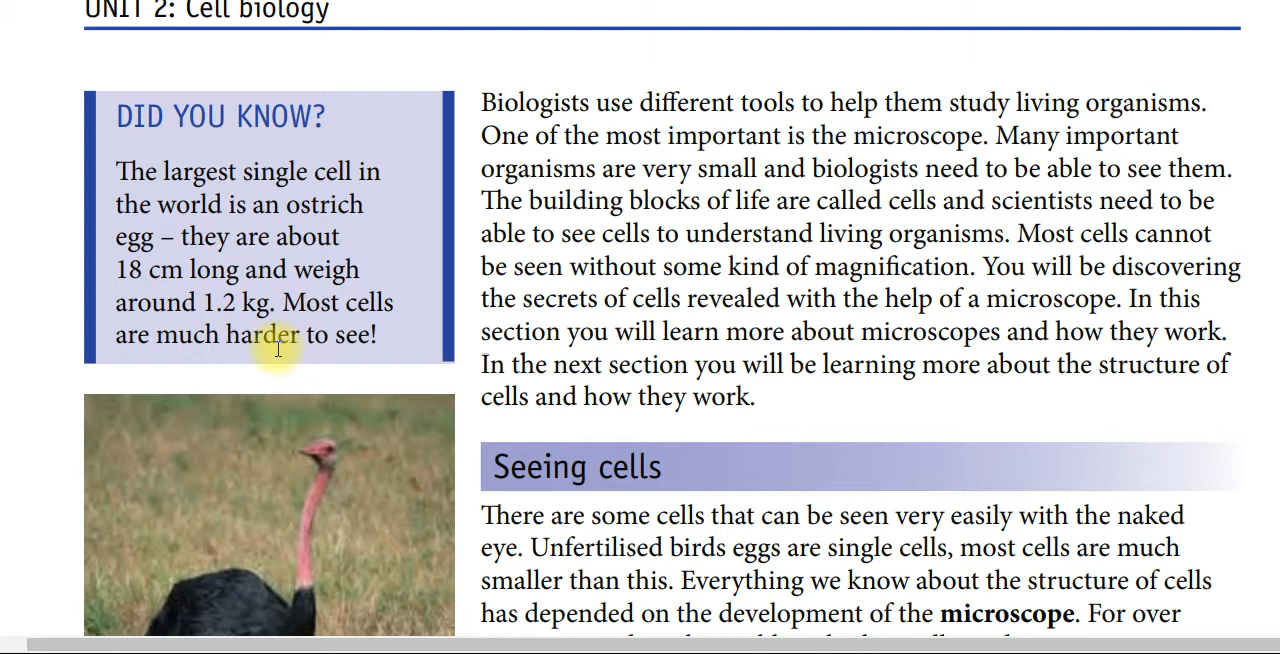 UNIT 2: Cell biology
DID YOU KNOW?
The largest single cell in
the world is an ostrich
egg – they are about
18 cm long and weigh
around 1.2 kg. Most cells
are much harder to see!
Biologists use different tools to help them study living organisms.
One of the most important is the microscope. Many important
organisms are very small and biologists need to be able to see them.
The building blocks of life are called cells and scientists need to be
able to see cells to understand living organisms. Most cells cannot
be seen without some kind of magnification. You will be discovering
the secrets of cells revealed with the help of a microscope. In this
section you will learn more about microscopes and how they work.
In the next section you will be learning more about the structure of
cells and how they work.
Seeing cells
There are some cells that can be seen very easily with the naked
eye. Unfertilised birds eggs are single cells, most cells are much
smaller than this. Everything we know about the structure of cells
has depended on the development of the microscope. For over